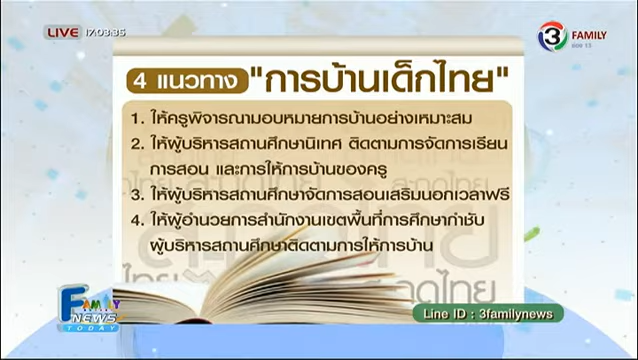 LIVE 17:03:35
3 FAMILY
ช่อง 13
4 แนวทาง "การบ้านเด็กไทย"
1. ให้ครูพิจารณามอบหมายการบ้านอย่างเหมาะสม
2. ให้ผู้บริหารสถานศึกษานิเทศ ติดตามการจัดการเรียน
การสอน และการให้การบ้านของครู
3. ให้ผู้บริหารสถานศึกษาจัดการสอนเสริมนอกเวลาฟรี
4. ให้ผู้อำนวยการสำนักงานเขตพื้นที่การศึกษากำชับ
ผู้บริหารสถานศึกษาติดตามการให้การบ้าน
FAMILY
NEWS
TODAY
Line ID : 3familynews